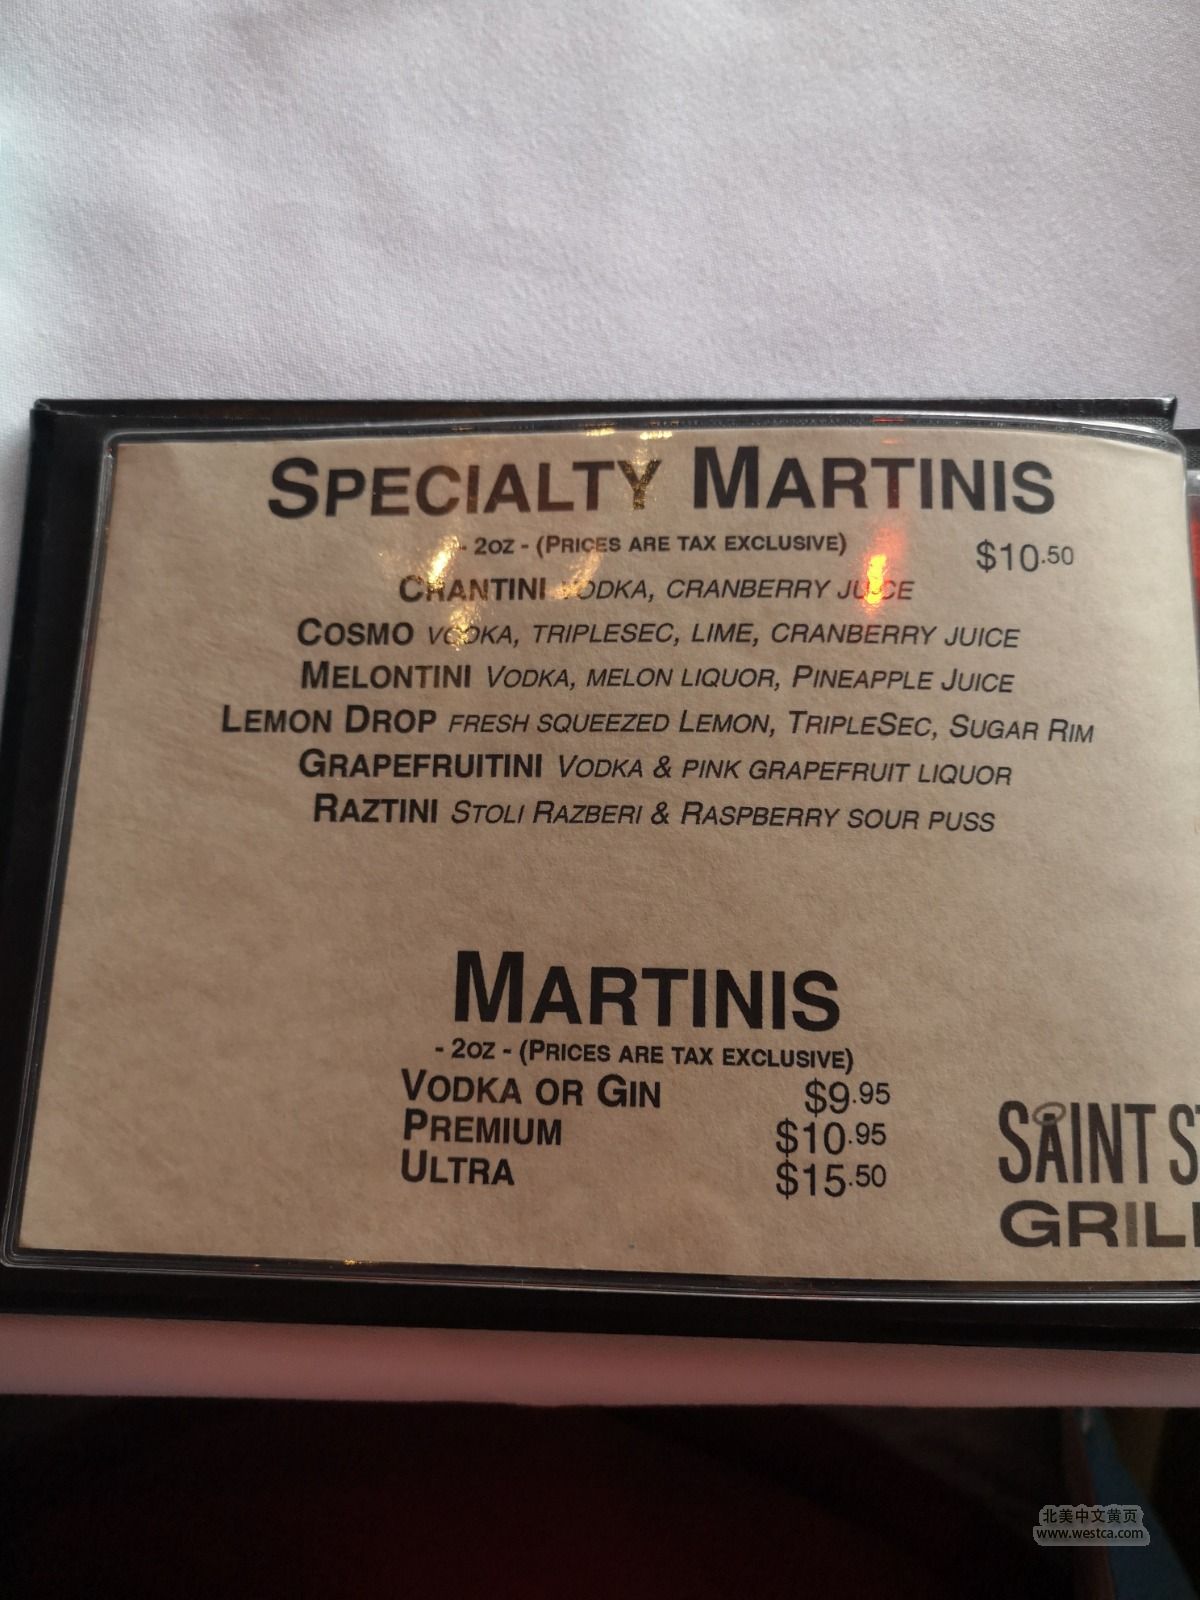 SPECIALTY MARTINIS
- 2OZ - (PRICES ARE TAX EXCLUSIVE)
$10.50
CRANTINI VODKA, CRANBERRY JUICE
COSMO VODKA, TRIPLESEC, LIME, CRANBERRY JUICE
MELONTINI VODKA, MELON LIQUOR, PINEAPPLE JUICE
LEMON DROP FRESH SQUEEZED LEMON, TRIPLESEC, SUGAR RIM
GRAPEFRUITINI VODKA & PINK GRAPEFRUIT LIQUOR
RAZTINI STOLI RAZBERI & RASPBERRY SOUR PUSS
MARTINIS
- 2OZ - (PRICES ARE TAX EXCLUSIVE)
VODKA OR GIN $9.95
PREMIUM $10.95
ULTRA $15.50
SAINT
北美中文黄页
www.westca.com